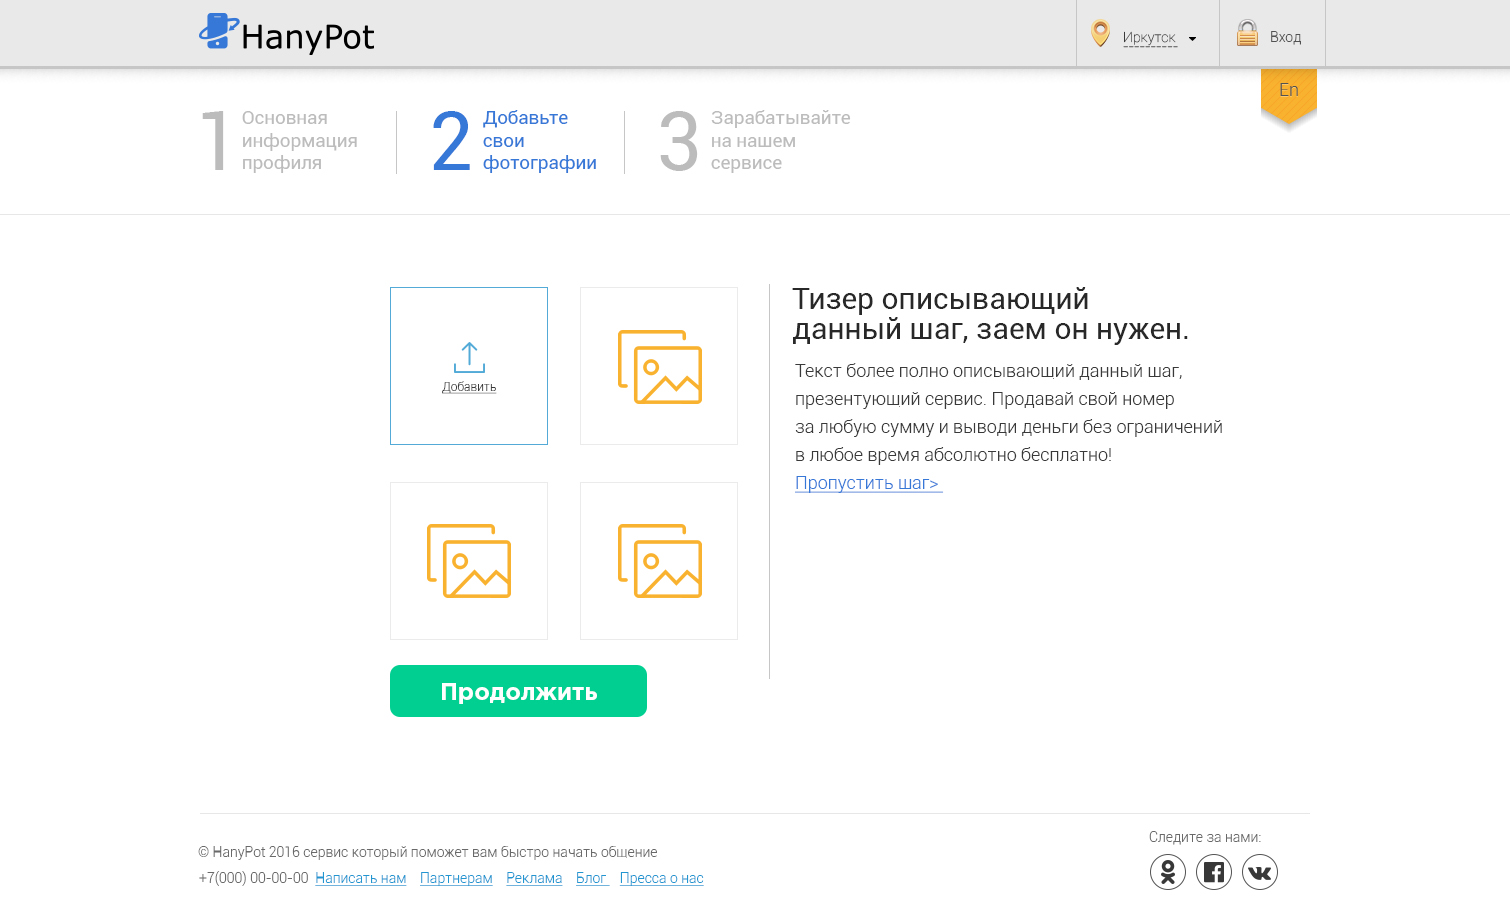 HanyPot
Иркутск
Вход
En
1
Основная
информация
профиля
2
Добавьте
свои
фотографии
3
Зарабатывайте
на нашем
сервисе
Добавить
Продолжить
Тизер описывающий
данный шаг, заем он нужен.
Текст более полно описывающий данный шаг,
презентующий сервис. Продавай свой номер
за любую сумму и выводи деньги без ограничений
в любое время абсолютно бесплатно!
Пропустить шаг>
© HanyPot 2016 сервис который поможет вам быстро начать общение
+7(000) 00-00-00 Написать нам Партнерам Реклама Блог Пресса о нас
Следите за нами: